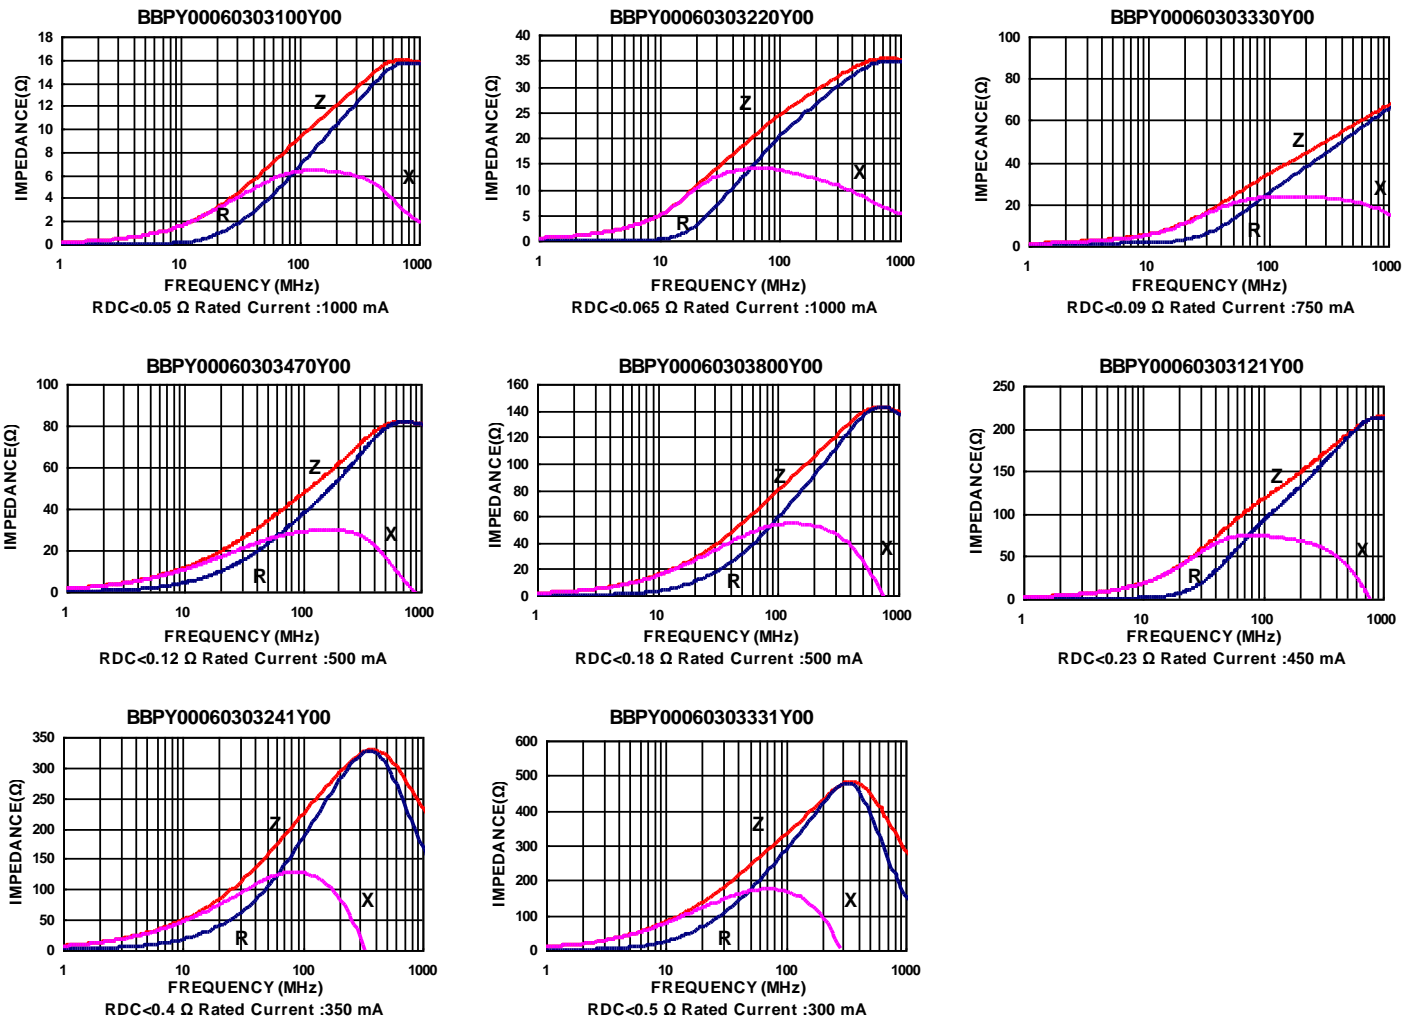 BBPY00060303100Y00
18
16
14
12
10
8
6
4
2
0
IMPEDANCE(Ω)
Z
X
R
1
10
100
1000
FREQUENCY (MHz)
RDC<0.05 Ω Rated Current :1000 mA
BBPY00060303220Y00
40
35
30
25
20
15
10
5
0
IMPEDANCE(Ω)
Z
X
R
1
10
100
1000
FREQUENCY (MHz)
RDC<0.065 Ω Rated Current :1000 mA
BBPY00060303330Y00
100
80
60
40
20
0
IMPECANCE(Ω)
Z
X
R
1
10
100
1000
FREQUENCY (MHz)
RDC<0.09 Ω Rated Current :750 mA
BBPY00060303470Y00
100
80
60
40
20
0
IMPEDANCE(Ω)
Z
X
R
1
10
100
1000
FREQUENCY (MHz)
RDC<0.12 Ω Rated Current :500 mA
BBPY00060303800Y00
160
140
120
100
80
60
40
20
0
IMPEDANCE(Ω)
Z
X
R
1
10
100
1000
FREQUENCY (MHz)
RDC<0.18 Ω Rated Current :500 mA
BBPY00060303121Y00
250
200
150
100
50
0
IMPEDANCE(Ω)
Z
X
R
1
10
100
1000
FREQUENCY (MHz)
RDC<0.23 Ω Rated Current :450 mA
BBPY00060303241Y00
350
300
250
200
150
100
50
0
IMPEDANCE(Ω)
Z
X
R
1
10
100
1000
FREQUENCY (MHz)
RDC<0.4 Ω Rated Current :350 mA
BBPY00060303331Y00
600
500
400
300
200
100
0
IMPEDANCE(Ω)
Z
X
R
1
10
100
1000
FREQUENCY (MHz)
RDC<0.5 Ω Rated Current :300 mA